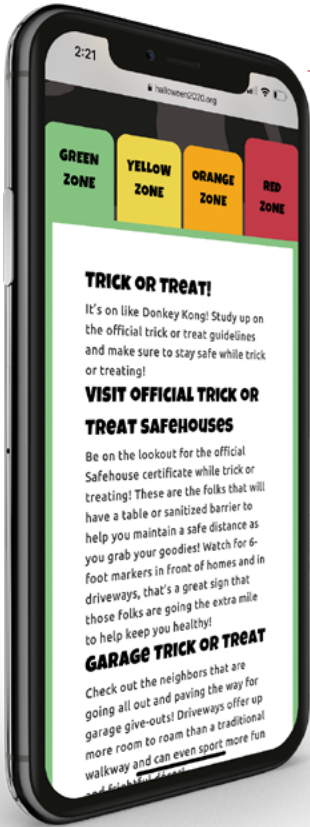 2:21
halloween2020.org
GREEN
ZONE
YELLOW
ZONE
ORANGE
ZONE
RED
ZONE
TRICK OR TREAT!
It's on like Donkey Kong! Study up on
the official trick or treat guidelines
and make sure to stay safe while trick
or treating!
VISIT OFFICIAL TRICK OR
TREAT SAFEHOUSES
Be on the lookout for the official
Safehouse certificate while trick or
treating! These are the folks that will
have a table or sanitized barrier to
help you maintain a safe distance as
you grab your goodies! Watch for 6-
foot markers in front of homes and in
driveways, that's a great sign that
those folks are going the extra mile
to help keep you healthy!
GARAGE TRICK OR TREAT
Check out the neighbors that are
going all out and paving the way for
garage give-outs! Driveways offer up
more room to roam than a traditional
walkway and can even sport more fun
and